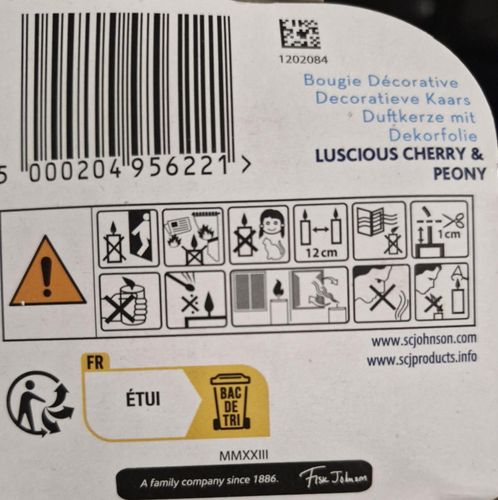 1202084
Bougie Décorative
Decoratieve Kaars
Duftkerze mit
Dekorfolie
LUSCIOUS CHERRY &
PEONY
5 000204 956221 >
12cm
1cm
www.scjohnson.com
www.scjproducts.info
FR
ÉTUI
BAC
DE
TRI
MMXXIII
A family company since 1886.
Fisk Johnson